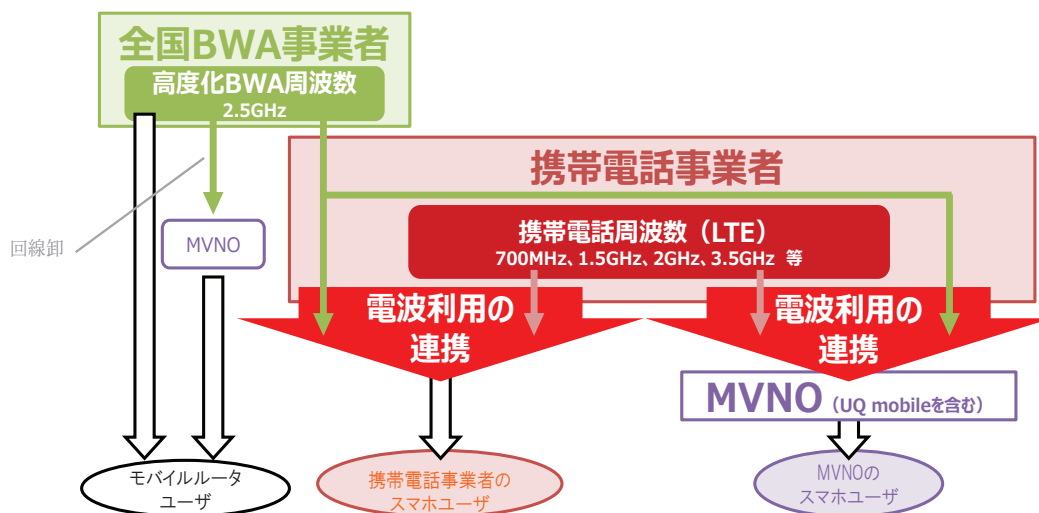 全国BWA事業者
高度化BWA周波数
2.5GHz
携帯電話事業者
回線卸
MVNO
携帯電話周波数（LTE）
700MHz、1.5GHz、2GHz、3.5GHz 等
電波利用の
連携
電波利用の
連携
MVNO（UQ mobileを含む）
モバイルルータ
ユーザ
携帯電話事業者の
スマホユーザ
MVNOの
スマホユーザ